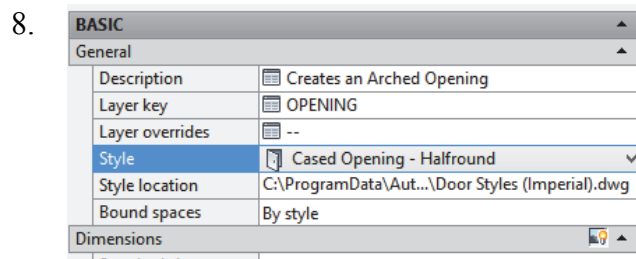 8.
BASIC
General
Description Creates an Arched Opening
Layer key OPENING
Layer overrides --
Style Cased Opening - Halfround
Style location C:\ProgramData\Aut...\Door Styles (Imperial).dwg
Bound spaces By style
Dimensions